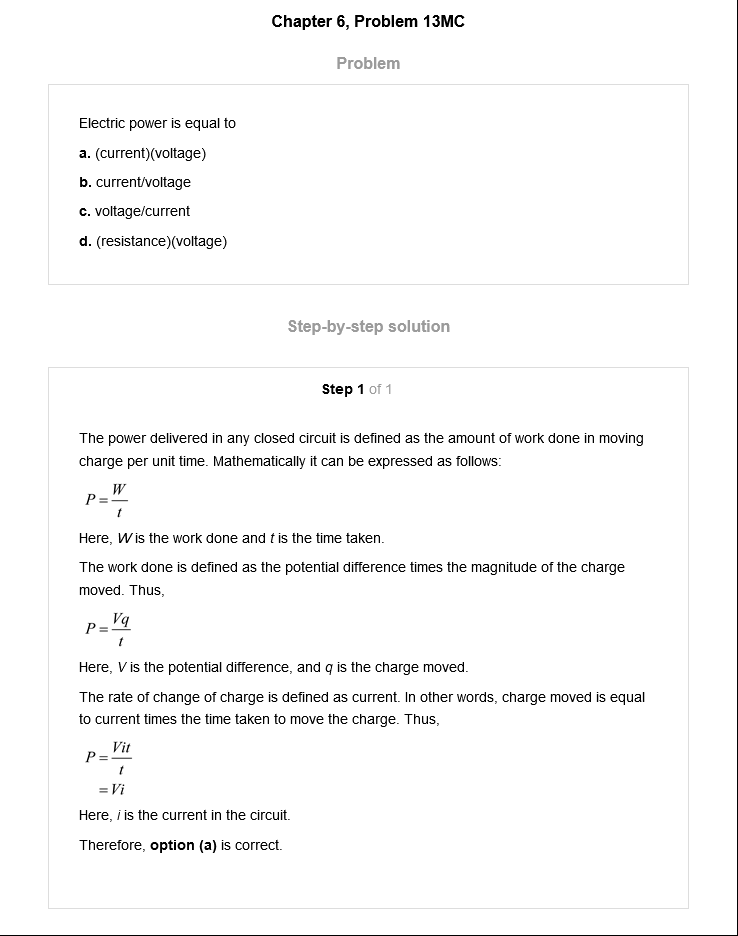 Chapter 6, Problem 13MC
Problem
Electric power is equal to
a. (current)(voltage)
b. current/voltage
c. voltage/current
d. (resistance)(voltage)
Step-by-step solution
Step 1 of 1
The power delivered in any closed circuit is defined as the amount of work done in moving
charge per unit time. Mathematically it can be expressed as follows:
P = W/t
Here, W is the work done and t is the time taken.
The work done is defined as the potential difference times the magnitude of the charge
moved. Thus,
P = Vq/t
Here, V is the potential difference, and q is the charge moved.
The rate of change of charge is defined as current. In other words, charge moved is equal
to current times the time taken to move the charge. Thus,
P = Vit/t
= Vi
Here, i is the current in the circuit.
Therefore, option (a) is correct.